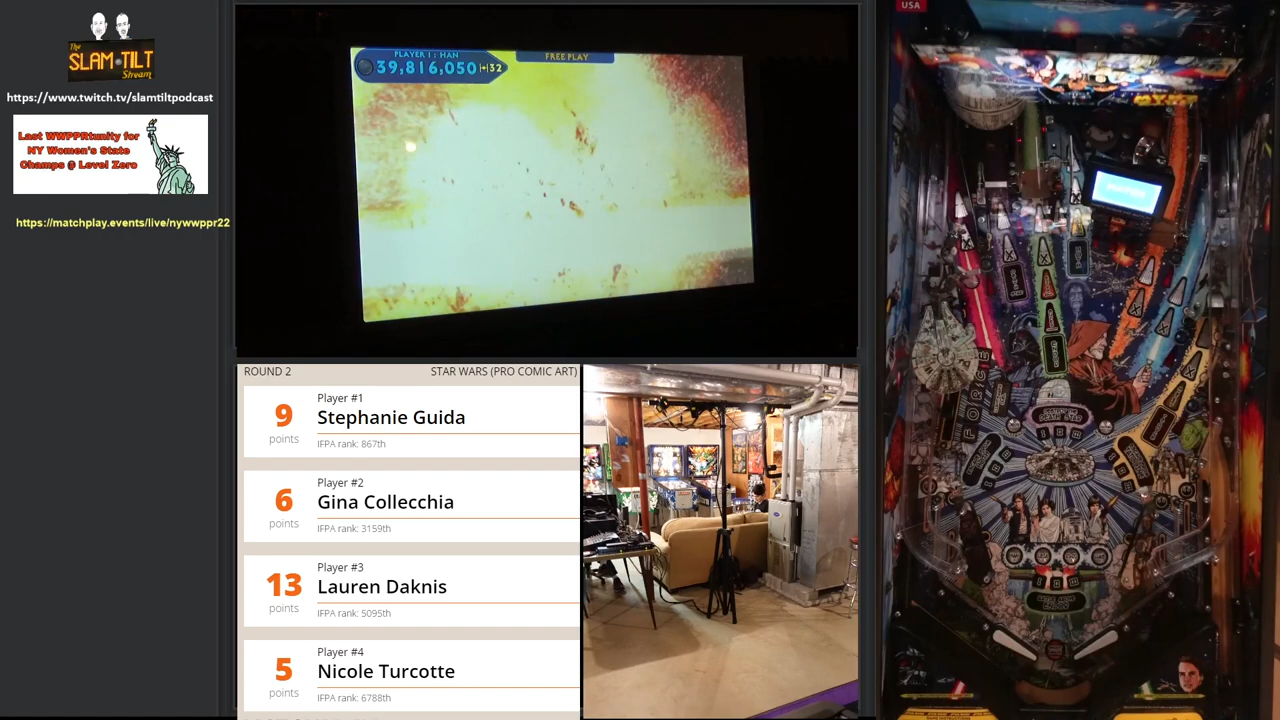 The
SLAM TILT
Stream
https://www.twitch.tv/slamtiltpodcast
Last WWPPRtunity for
NY Women's State
Champs @ Level Zero
https://matchplay.events/live/nywwppr22
PLAYER 1: HAN
39,816,050 +32
FREE PLAY
ROUND 2
STAR WARS (PRO COMIC ART)
9
points
Player #1
Stephanie Guida
IFPA rank: 867th
6
points
Player #2
Gina Collecchia
IFPA rank: 3159th
13
points
Player #3
Lauren Daknis
IFPA rank: 5095th
5
points
Player #4
Nicole Turcotte
IFPA rank: 6788th
USA